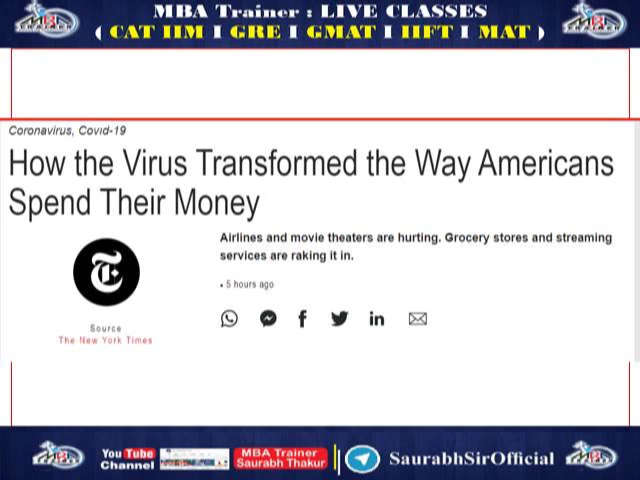 MBA Trainer : LIVE CLASSES
( CAT IIM I GRE I GMAT I IIFT I MAT )
Coronavirus, Covid-19
How the Virus Transformed the Way Americans
Spend Their Money
Airlines and movie theaters are hurting. Grocery stores and streaming
services are raking it in.
• 5 hours ago
Source
The New York Times
You Tube
Channel
MBA Trainer
Saurabh Thakur
SaurabhSirOfficial